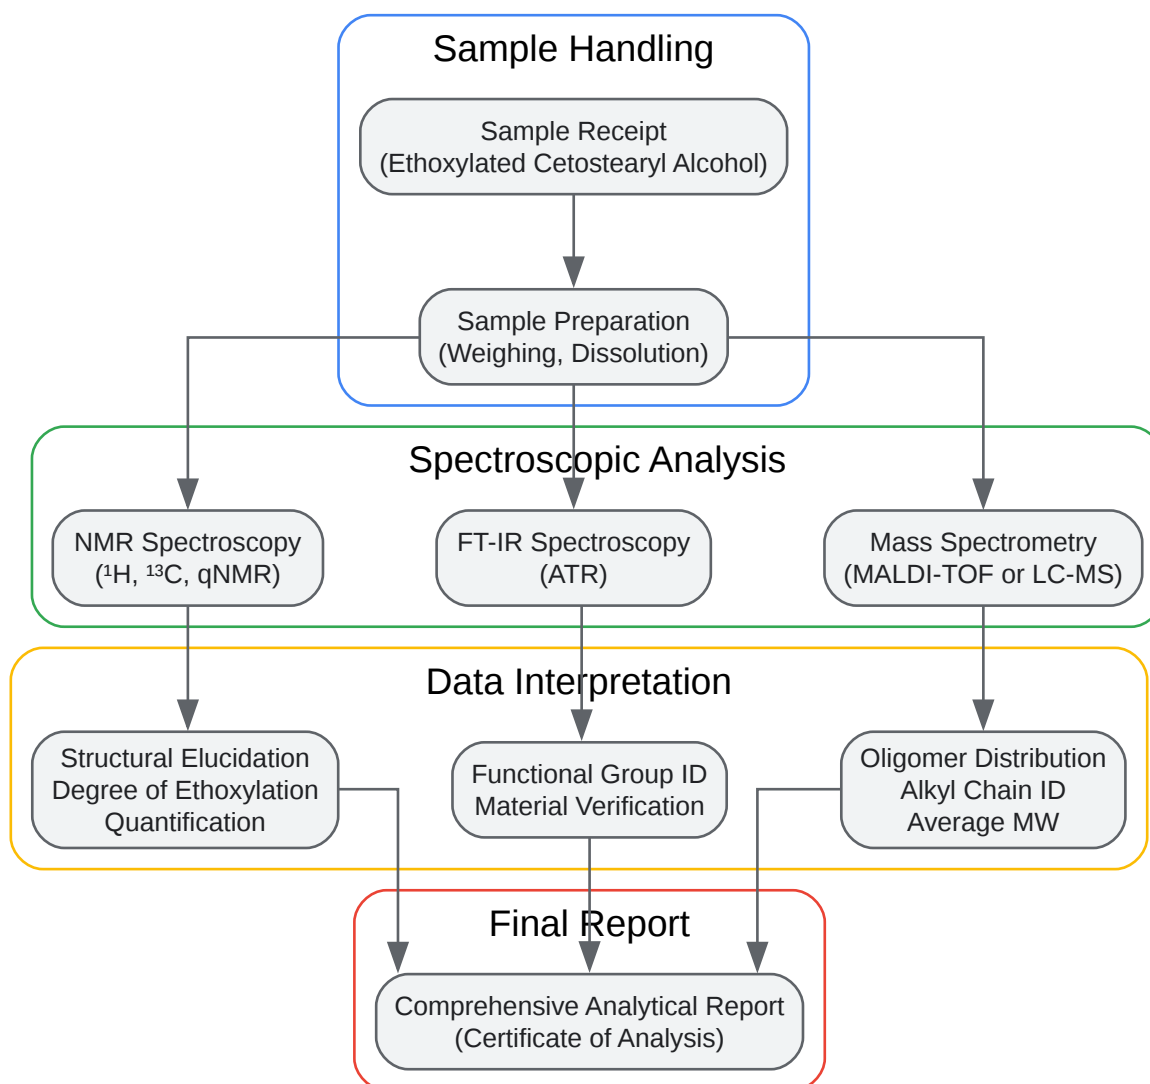 Sample Handling
Sample Receipt
(Ethoxylated Cetostearyl Alcohol)
Sample Preparation
(Weighing, Dissolution)
Spectroscopic Analysis
NMR Spectroscopy
(¹H, ¹³C, qNMR)
FT-IR Spectroscopy
(ATR)
Mass Spectrometry
(MALDI-TOF or LC-MS)
Data Interpretation
Structural Elucidation
Degree of Ethoxylation
Quantification
Functional Group ID
Material Verification
Oligomer Distribution
Alkyl Chain ID
Average MW
Final Report
Comprehensive Analytical Report
(Certificate of Analysis)